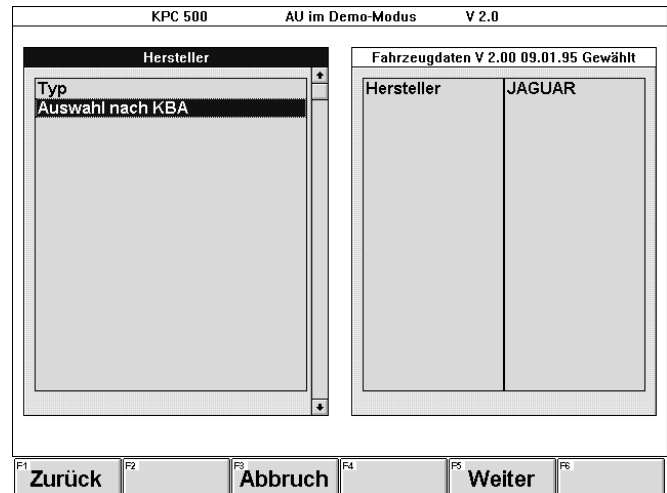 KPC 500 AU im Demo-Modus V 2.0
Hersteller
Typ
Auswahl nach KBA
Fahrzeugdaten V 2.00 09.01.95 Gewählt
Hersteller JAGUAR
F1 Zurück F2 F3 Abbruch F4 F5 Weiter F6